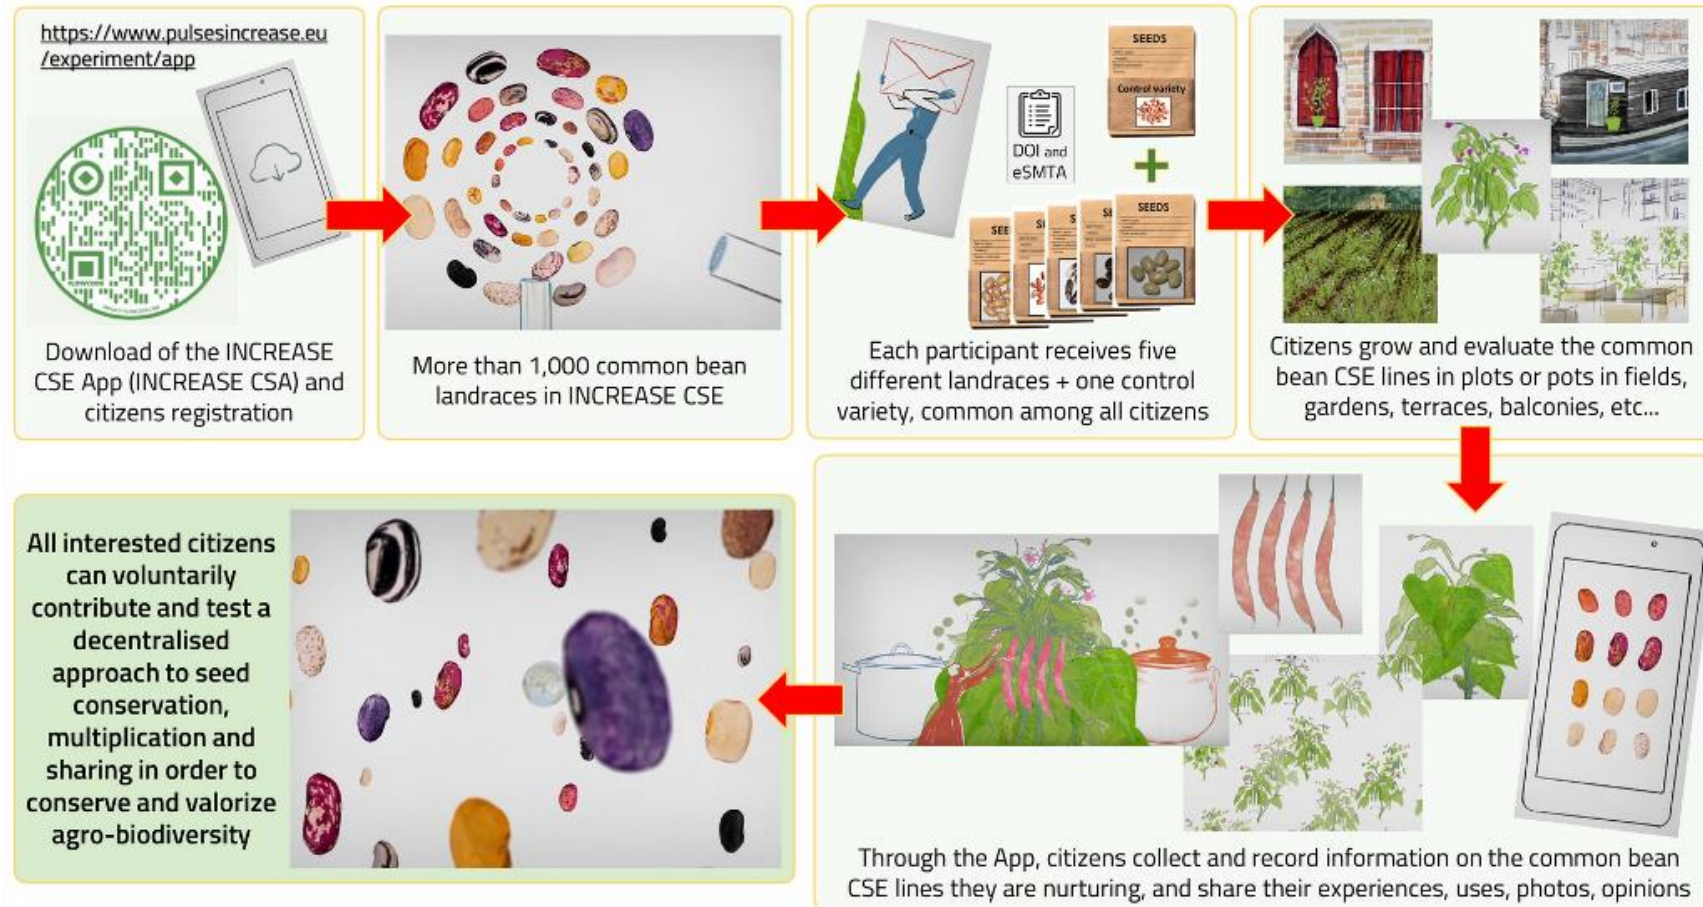 https://www.pulsesincrease.eu
/experiment/app
Download of the INCREASE
CSE App (INCREASE CSA) and
citizens registration
More than 1,000 common bean
landraces in INCREASE CSE
DOI and
eSMTA
SEEDS
Control variety
+
SEE
S
S
SEEDS
Each participant receives five
different landraces + one control
variety, common among all citizens
Citizens grow and evaluate the common
bean CSE lines in plots or pots in fields,
gardens, terraces, balconies, etc...
Through the App, citizens collect and record information on the common bean
CSE lines they are nurturing, and share their experiences, uses, photos, opinions
All interested citizens
can voluntarily
contribute and test a
decentralised
approach to seed
conservation,
multiplication and
sharing in order to
conserve and valorize
agro-biodiversity